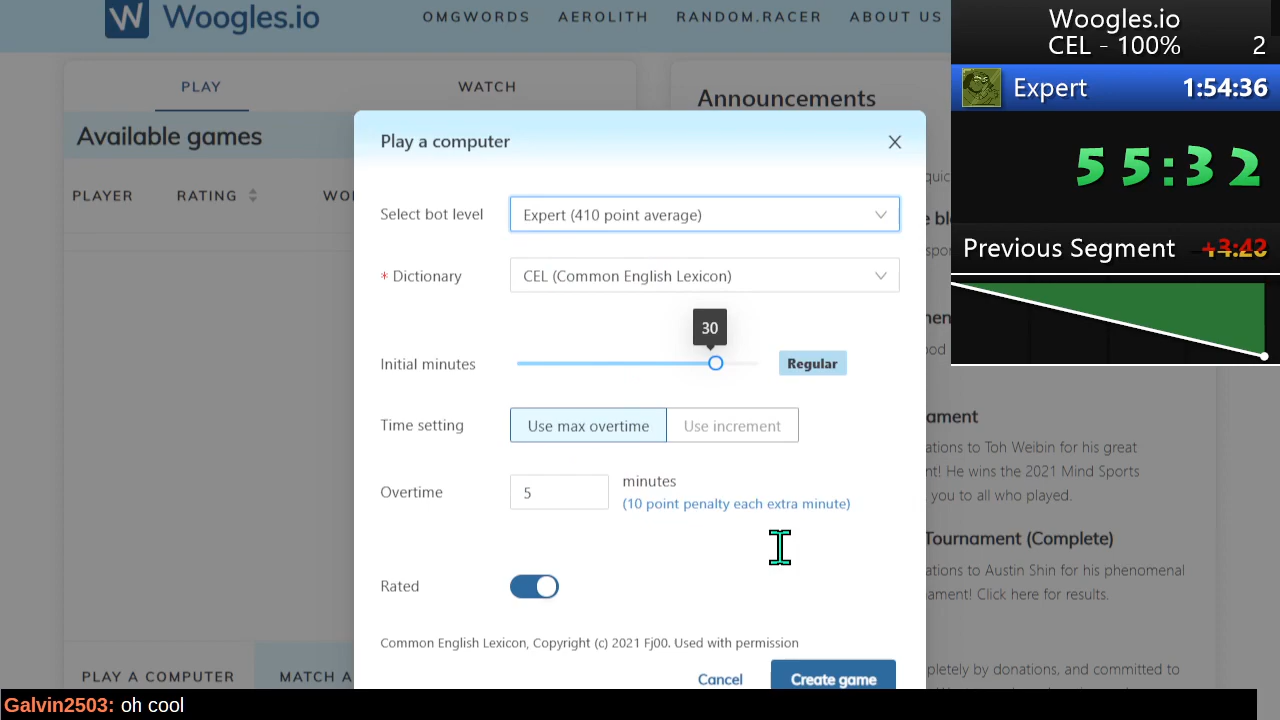 W Woogles.io
OMGWORDS AEROLITH RANDOM.RACER ABOUT US
PLAY WATCH
Available games
PLAYER RATING
Announcements
Play a computer
Select bot level Expert (410 point average)
* Dictionary CEL (Common English Lexicon)
30
Initial minutes Regular
Time setting Use max overtime Use increment
Overtime 5 minutes
(10 point penalty each extra minute)
Rated
Common English Lexicon, Copyright (c) 2021 Fj00. Used with permission
Cancel Create game
PLAY A COMPUTER MATCH A
to Toh Weibin for his great
! He wins the 2021 Mind Sports
you to all who played.
Tournament (Complete)
to Austin Shin for his phenomenal
! Click here for results.
by donations, and committed to
Woogles.io
CEL - 100% 2
Expert 1:54:36
55:32
Previous Segment +3:42
Galvin2503: oh cool